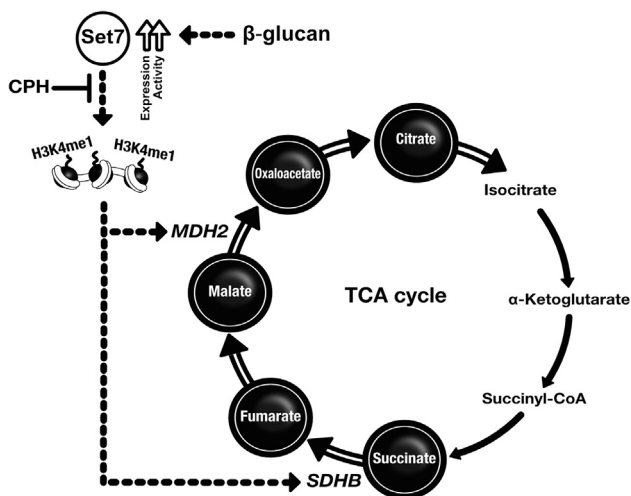 Set7
Expression
Activity
β-glucan
CPH
H3K4me1
H3K4me1
MDH2
Oxaloacetate
Citrate
Isocitrate
Malate
TCA cycle
α-Ketoglutarate
Fumarate
Succinyl-CoA
Succinate
SDHB